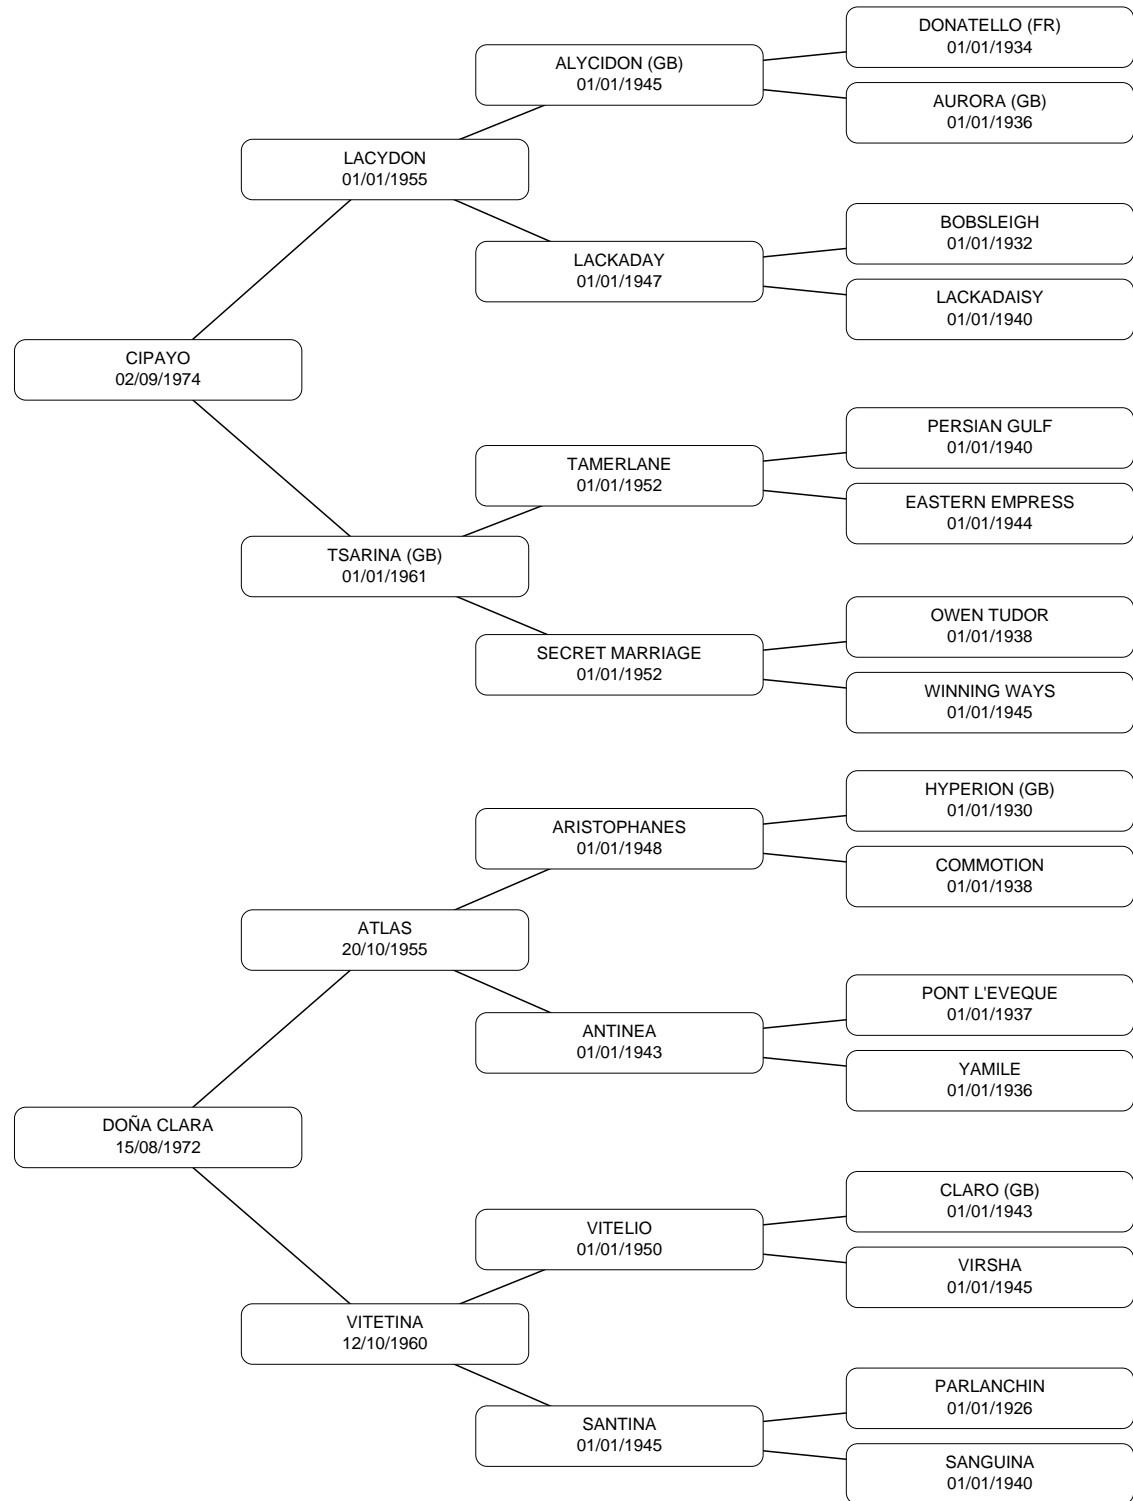 DONATELLO (FR)
01/01/1934
ALYCIDON (GB)
01/01/1945
AURORA (GB)
01/01/1936
LACYDON
01/01/1955
BOBSLEIGH
01/01/1932
LACKADAY
01/01/1947
LACKADAISY
01/01/1940
CIPAYO
02/09/1974
PERSIAN GULF
01/01/1940
TAMERLANE
01/01/1952
EASTERN EMPRESS
01/01/1944
TSARINA (GB)
01/01/1961
OWEN TUDOR
01/01/1938
SECRET MARRIAGE
01/01/1952
WINNING WAYS
01/01/1945
HYPERION (GB)
01/01/1930
ARISTOPHANES
01/01/1948
COMMOTION
01/01/1938
ATLAS
20/10/1955
PONT L'EVEQUE
01/01/1937
ANTINEA
01/01/1943
YAMILE
01/01/1936
DOÑA CLARA
15/08/1972
CLARO (GB)
01/01/1943
VITELIO
01/01/1950
VIRSHA
01/01/1945
VITETINA
12/10/1960
PARLANCHIN
01/01/1926
SANTINA
01/01/1945
SANGUINA
01/01/1940